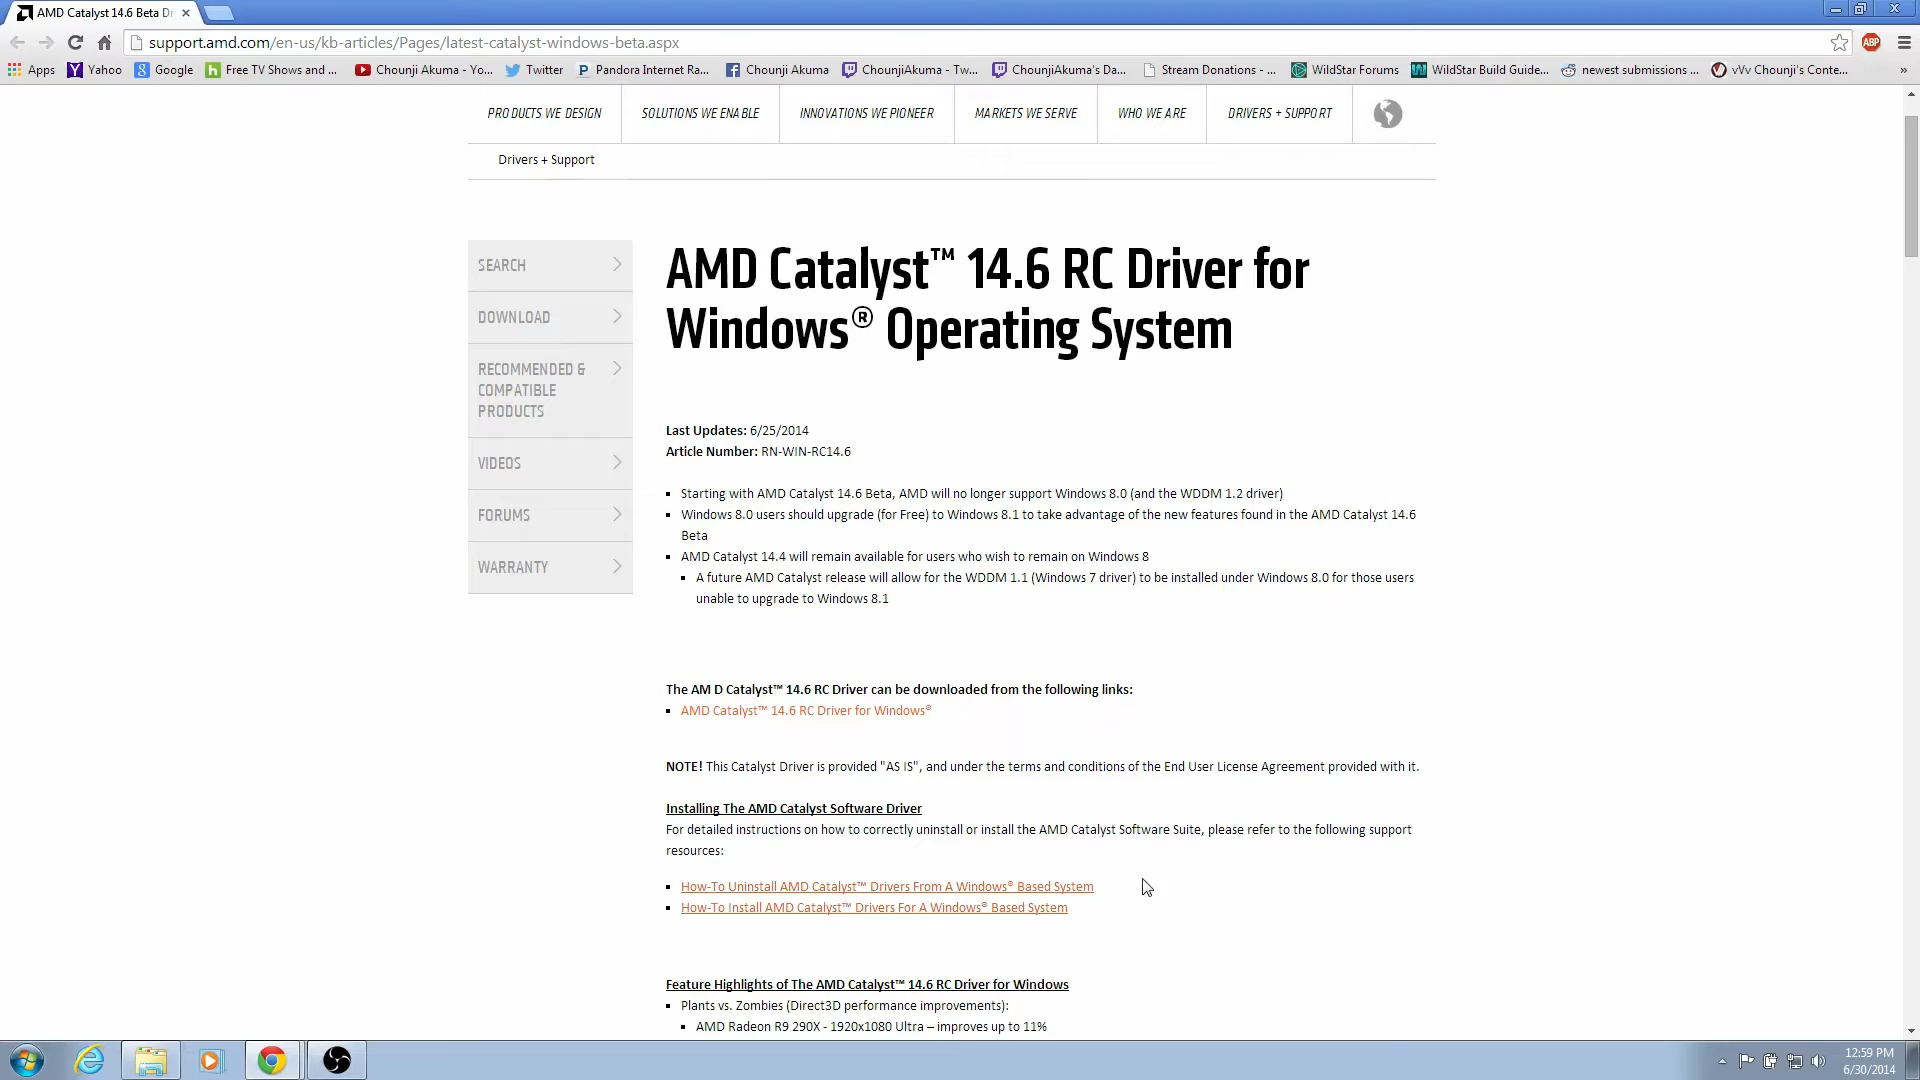 AMD Catalyst 14.6 Beta Dr
support.amd.com/en-us/kb-articles/Pages/latest-catalyst-windows-beta.aspx
ABP
Apps Yahoo Google Free TV Shows and ... Chounji Akuma - Yo... Twitter Pandora Internet Ra... Chounji Akuma ChounjiAkuma - Tw... ChounjiAkuma's Da... Stream Donations - ... WildStar Forums WildStar Build Guide... newest submissions ... vVv Chounji's Conte... »
PRODUCTS WE DESIGN SOLUTIONS WE ENABLE INNOVATIONS WE PIONEER MARKETS WE SERVE WHO WE ARE DRIVERS + SUPPORT
Drivers + Support
SEARCH
DOWNLOAD
RECOMMENDED &
COMPATIBLE
PRODUCTS
VIDEOS
FORUMS
WARRANTY
AMD Catalyst™ 14.6 RC Driver for
Windows® Operating System
Last Updates: 6/25/2014
Article Number: RN-WIN-RC14.6
Starting with AMD Catalyst 14.6 Beta, AMD will no longer support Windows 8.0 (and the WDDM 1.2 driver)
Windows 8.0 users should upgrade (for Free) to Windows 8.1 to take advantage of the new features found in the AMD Catalyst 14.6
Beta
AMD Catalyst 14.4 will remain available for users who wish to remain on Windows 8
A future AMD Catalyst release will allow for the WDDM 1.1 (Windows 7 driver) to be installed under Windows 8.0 for those users
unable to upgrade to Windows 8.1
The AM D Catalyst™ 14.6 RC Driver can be downloaded from the following links:
AMD Catalyst™ 14.6 RC Driver for Windows®
NOTE! This Catalyst Driver is provided "AS IS", and under the terms and conditions of the End User License Agreement provided with it.
Installing The AMD Catalyst Software Driver
For detailed instructions on how to correctly uninstall or install the AMD Catalyst Software Suite, please refer to the following support
resources:
How-To Uninstall AMD Catalyst™ Drivers From A Windows® Based System
How-To Install AMD Catalyst™ Drivers For A Windows® Based System
Feature Highlights of The AMD Catalyst™ 14.6 RC Driver for Windows
Plants vs. Zombies (Direct3D performance improvements):
AMD Radeon R9 290X - 1920x1080 Ultra – improves up to 11%
12:59 PM
6/30/2014